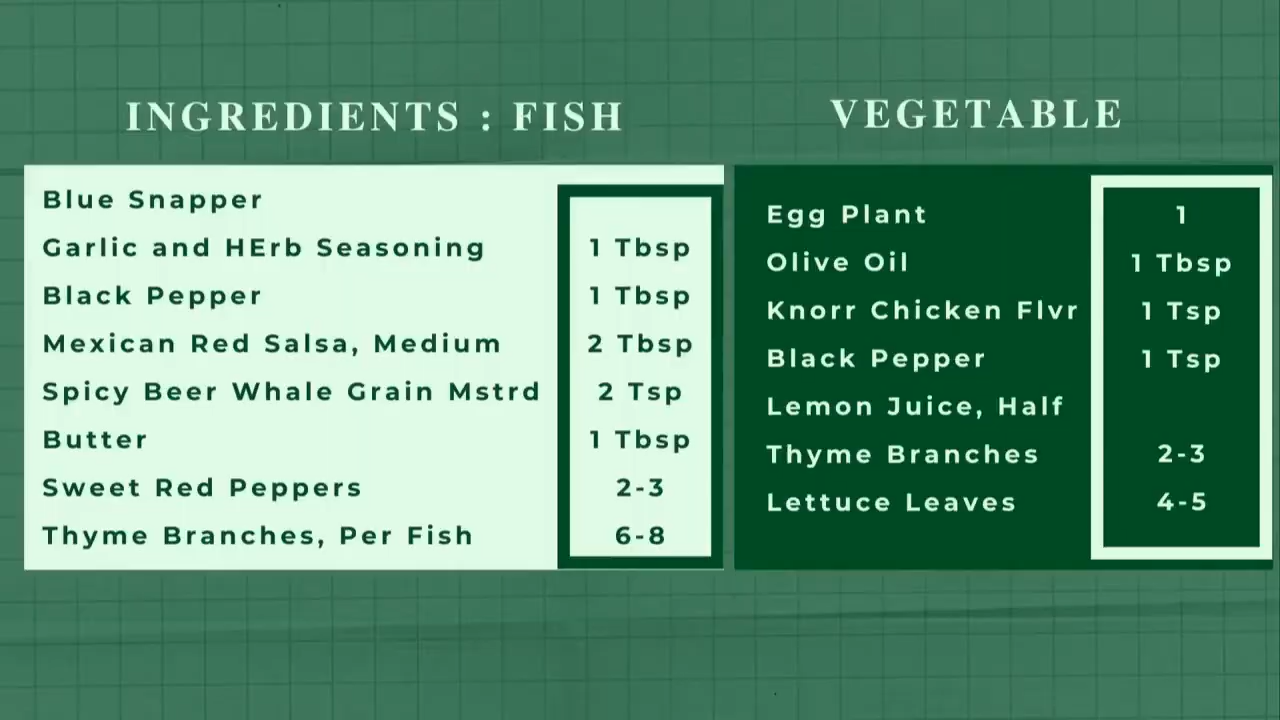 INGREDIENTS : FISH
Blue Snapper
Garlic and HErb Seasoning 1 Tbsp
Black Pepper 1 Tbsp
Mexican Red Salsa, Medium 2 Tbsp
Spicy Beer Whale Grain Mstrd 2 Tsp
Butter 1 Tbsp
Sweet Red Peppers 2-3
Thyme Branches, Per Fish 6-8
VEGETABLE
Egg Plant 1
Olive Oil 1 Tbsp
Knorr Chicken Flvr 1 Tsp
Black Pepper 1 Tsp
Lemon Juice, Half
Thyme Branches 2-3
Lettuce Leaves 4-5